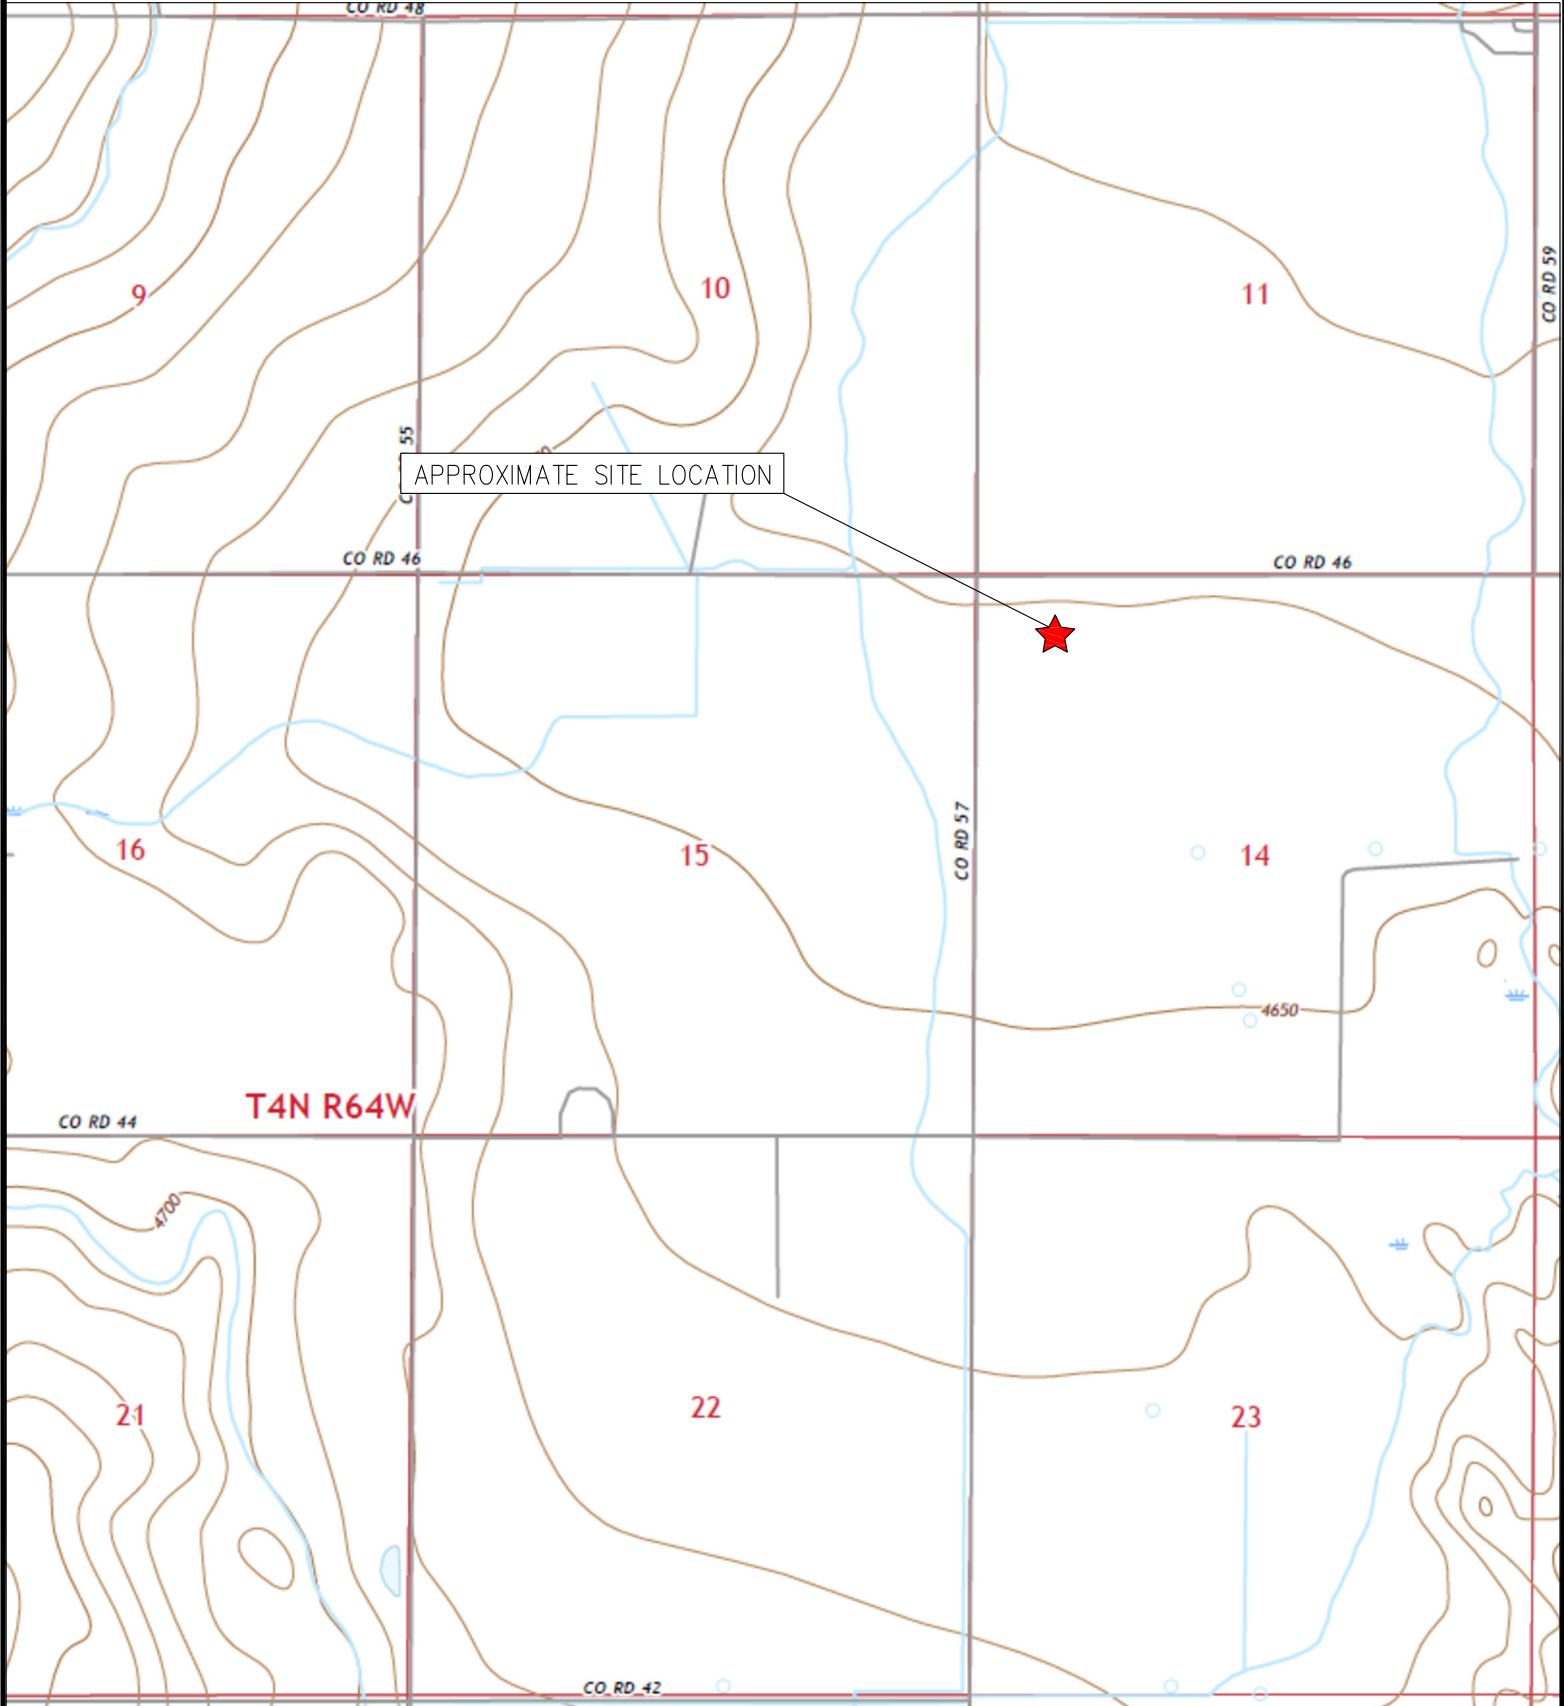 CO RD 48
CO RD 59
9
10
11
55
APPROXIMATE SITE LOCATION
CO RD 46
CO RD 46
CO RD 57
16
15
14
4650
T4N R64W
CO RD 44
4700
21
22
23
CO RD 42